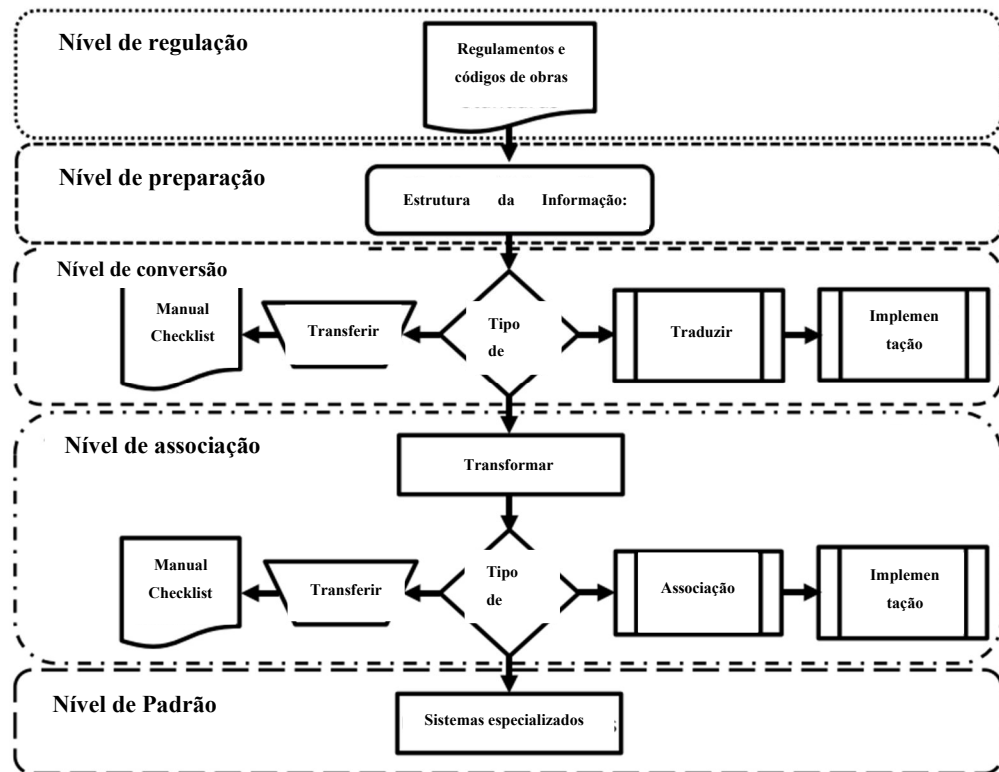 Nível de regulação
Regulamentos e
códigos de obras
Nível de preparação
Estrutura da Informação:
Nível de conversão
Manual
Checklist
Transferir
Tipo
de
Traduzir
Implemen
tação
Nível de associação
Transformar
Manual
Checklist
Transferir
Tipo
de
Associação
Implemen
tação
Nível de Padrão
Sistemas especializados